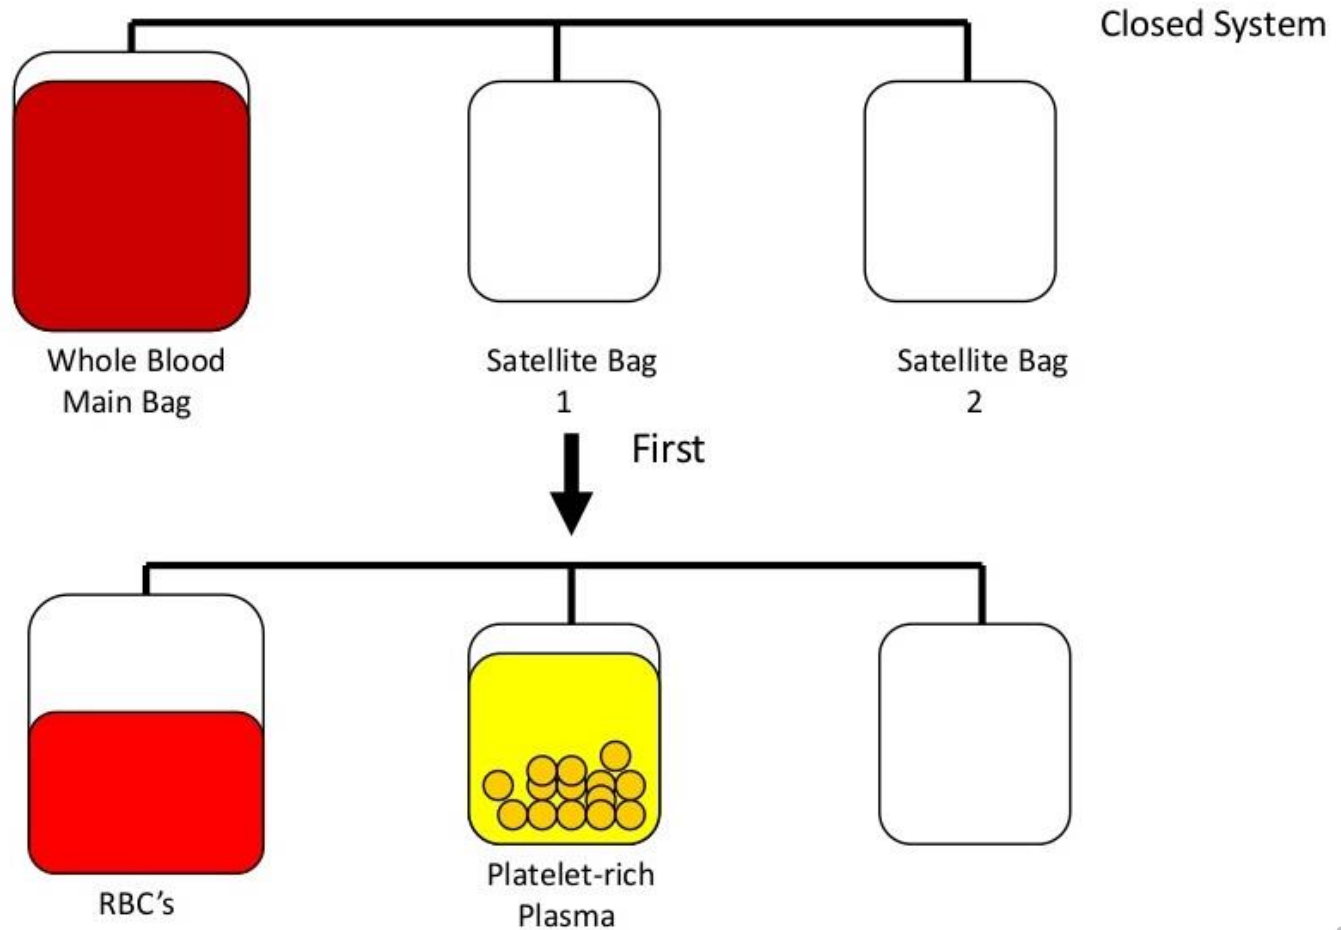 Closed System
Whole Blood
Main Bag
Satellite Bag
1
Satellite Bag
2
First
RBC's
Platelet-rich
Plasma